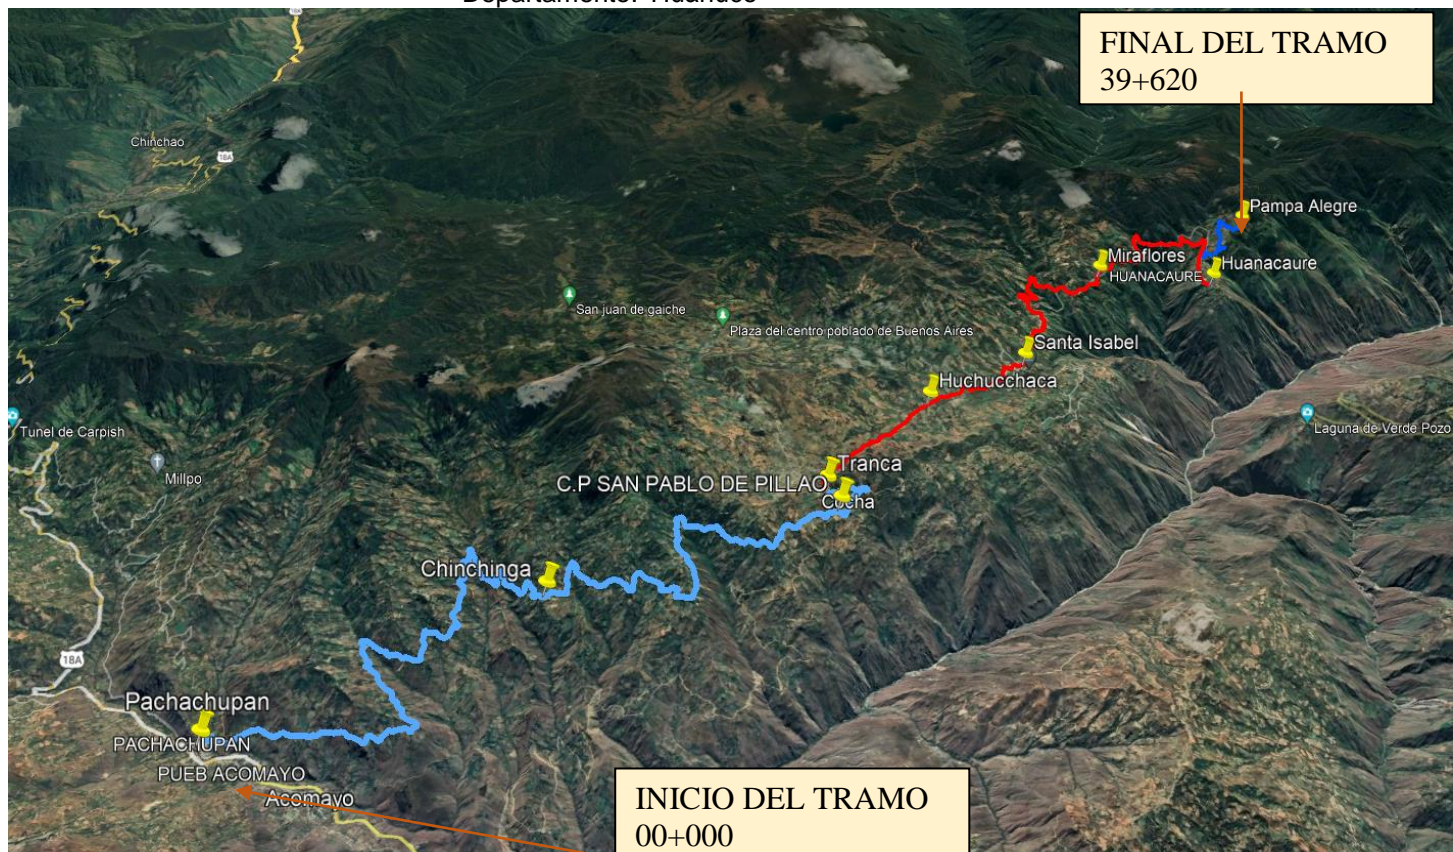 Departamento: Huánuco
18A
FINAL DEL TRAMO
39+620
Chinchao
18A
Pampa Alegre
Miraflores
HUANACAURE
Huanacaure
San juan de gaiche
Plaza del centro poblado de Buenos Aires
Santa Isabel
Huchucchaca
Tunel de Carpish
Laguna de Verde Pozo
Millpo
Tranca
C.P SAN PABLO DE PILLAO
Cocha
Chinchinga
18A
Pachachupan
PACHACHUPAN
PUEB ACOMAYO
Acomayo
INICIO DEL TRAMO
00+000